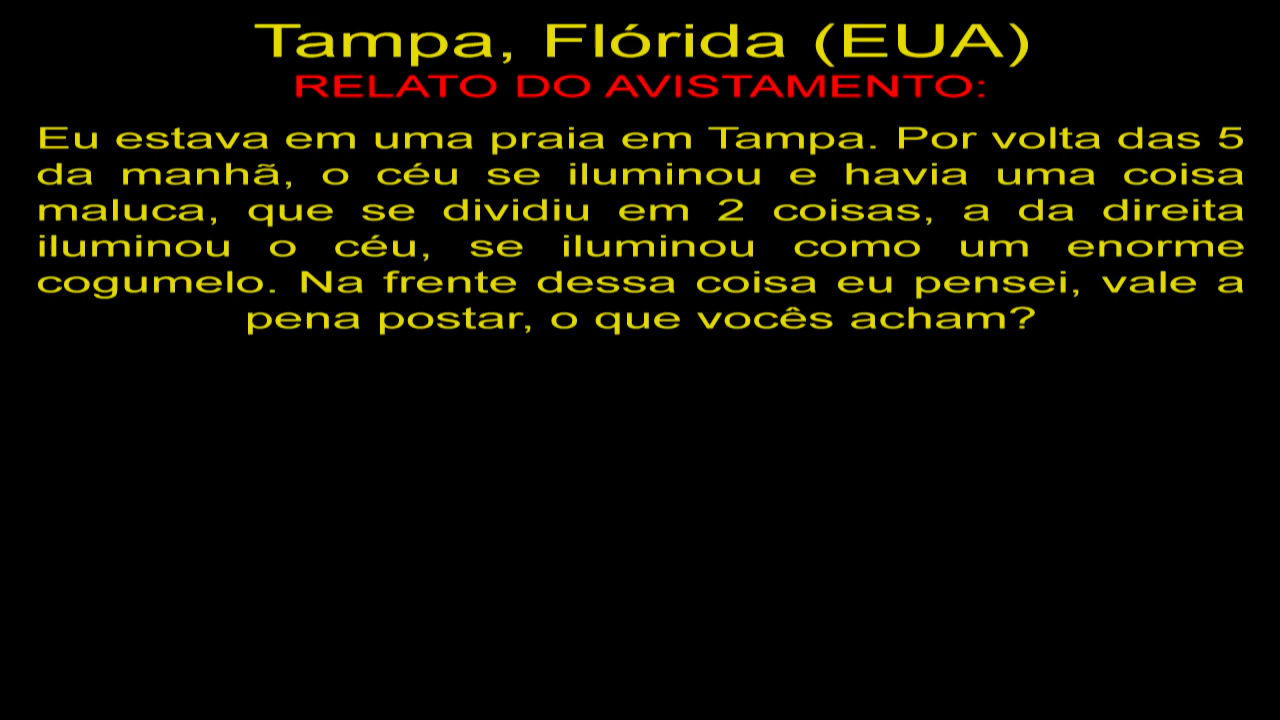 Tampa, Flórida (EUA)
RELATO DO AVISTAMENTO:
Eu estava em uma praia em Tampa. Por volta das 5
da manhã, o céu se iluminou e havia uma coisa
maluca, que se dividiu em 2 coisas, a da direita
iluminou o céu, se iluminou como um enorme
cogumelo. Na frente dessa coisa eu pensei, vale a
pena postar, o que vocês acham?